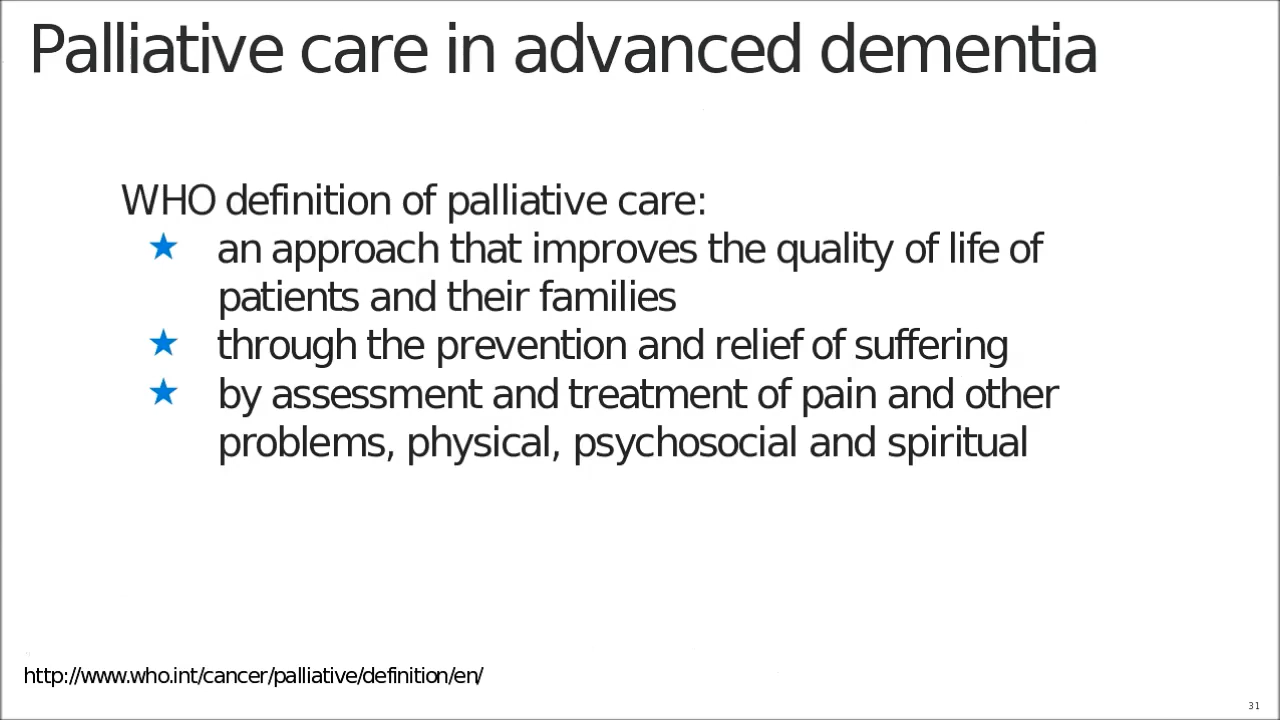 Palliative care in advanced dementia
WHO definition of palliative care:
★ an approach that improves the quality of life of
patients and their families
★ through the prevention and relief of suffering
★ by assessment and treatment of pain and other
problems, physical, psychosocial and spiritual
http://www.who.int/cancer/palliative/definition/en/
31